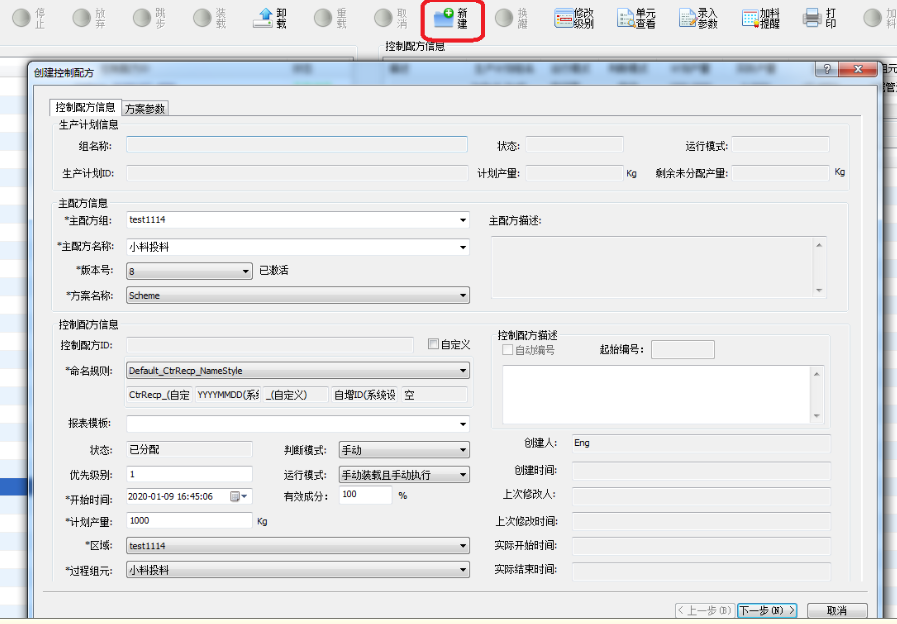 停止 放弃 跳步 装载 卸载 重载 取消 新建 换罐 修改级别 单元查看 录入参数 加料提醒 打印
控制配方信息
创建控制配方
控制配方信息 方案参数
生产计划信息
组名称: 状态: 运行模式:
生产计划ID: 计划产量: Kg 剩余未分配产量: Kg
主配方信息
*主配方组: test1114 主配方描述:
*主配方名称: 小料投料
*版本号: 8 已激活
*方案名称: Scheme
控制配方信息 控制配方描述
控制配方ID: 自定义 自动编号 起始编号:
*命名规则: Default_CtrRecp_NameStyle
CtrRecp_(自定 YYYYMMDD(系统 _(自定义) 自增ID(系统设 空
报表模板:
状态: 已分配 判断模式: 手动 创建人: Eng
优先级别: 1 运行模式: 手动装载且手动执行 创建时间:
*开始时间: 2020-01-09 16:45:06 有效成分: 100 % 上次修改人:
*计划产量: 1000 Kg 上次修改时间:
*区域: test1114 实际开始时间:
*过程组元: 小料投料 实际结束时间:
< 上一步(B) 下一步(N) > 取消